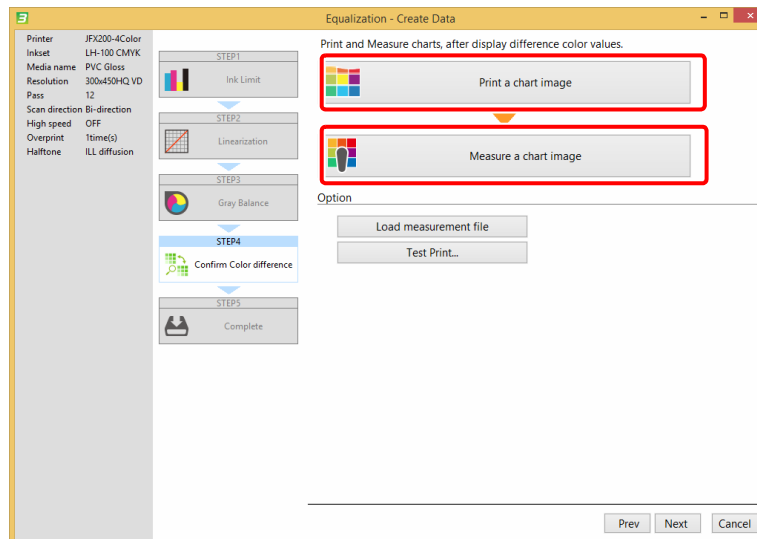 Equalization - Create Data
Printer JFX200-4Color
Inkset LH-100 CMYK
Media name PVC Gloss
Resolution 300x450HQ VD
Pass 12
Scan direction Bi-direction
High speed OFF
Overprint 1time(s)
Halftone ILL diffusion
STEP1
Ink Limit
STEP2
Linearization
STEP3
Gray Balance
STEP4
Confirm Color difference
STEP5
Complete
Print and Measure charts, after display difference color values.
Print a chart image
Measure a chart image
Option
Load measurement file
Test Print...
Prev Next Cancel